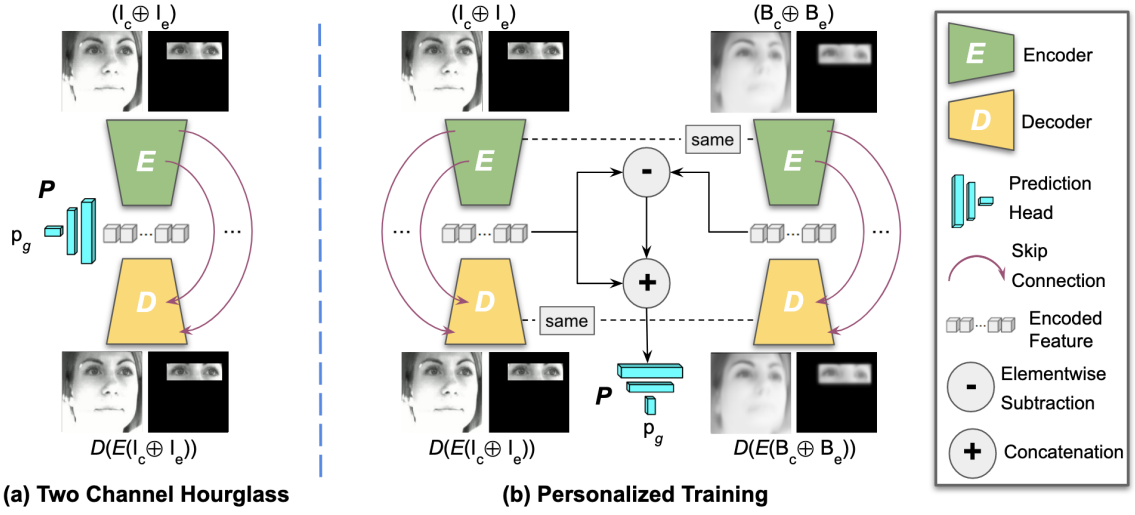 (I_c ⊕ I_e)
E
P
p_g
...
...
D
D(E(I_c ⊕ I_e))
(a) Two Channel Hourglass
(I_c ⊕ I_e)
(B_c ⊕ B_e)
E
same
E
-
...
...
...
...
+
D
same
D
P
p_g
D(E(I_c ⊕ I_e))
D(E(B_c ⊕ B_e))
(b) Personalized Training
E
Encoder
D
Decoder
Prediction
Head
Skip
Connection
...
Encoded
Feature
-
Elementwise
Subtraction
+
Concatenation